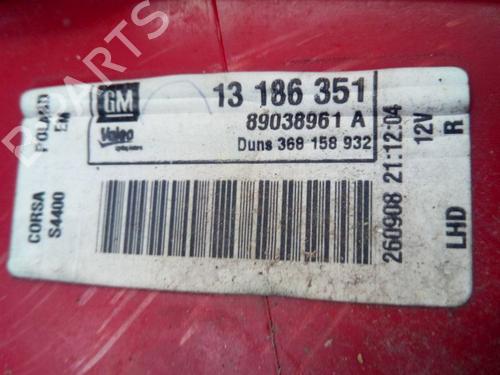 GM
13 186 351
Valeo
89038961 A
Duns 368 158 932
POLAND
EM
CORSA
S4400
260908 21:12:04
12V
R
LHD
B-PARTS